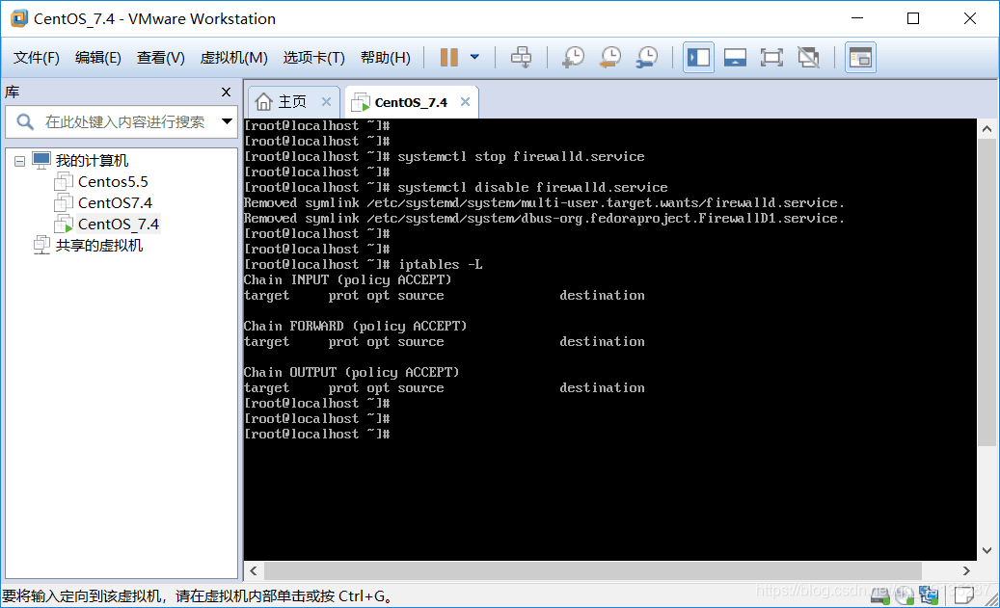 CentOS_7.4 - VMware Workstation
文件(F) 编辑(E) 查看(V) 虚拟机(M) 选项卡(T) 帮助(H)
库
在此处键入内容进行搜索
我的计算机
Centos5.5
CentOS7.4
CentOS_7.4
共享的虚拟机
主页 CentOS_7.4
[root@localhost ~]#
[root@localhost ~]#
[root@localhost ~]# systemctl stop firewalld.service
[root@localhost ~]#
[root@localhost ~]# systemctl disable firewalld.service
Removed symlink /etc/systemd/system/multi-user.target.wants/firewalld.service.
Removed symlink /etc/systemd/system/dbus-org.fedoraproject.FirewallD1.service.
[root@localhost ~]#
[root@localhost ~]#
[root@localhost ~]# iptables -L
Chain INPUT (policy ACCEPT)
target prot opt source destination
Chain FORWARD (policy ACCEPT)
target prot opt source destination
Chain OUTPUT (policy ACCEPT)
target prot opt source destination
[root@localhost ~]#
[root@localhost ~]#
[root@localhost ~]#
要将输入定向到该虚拟机，请在虚拟机内部单击或按 Ctrl+G。